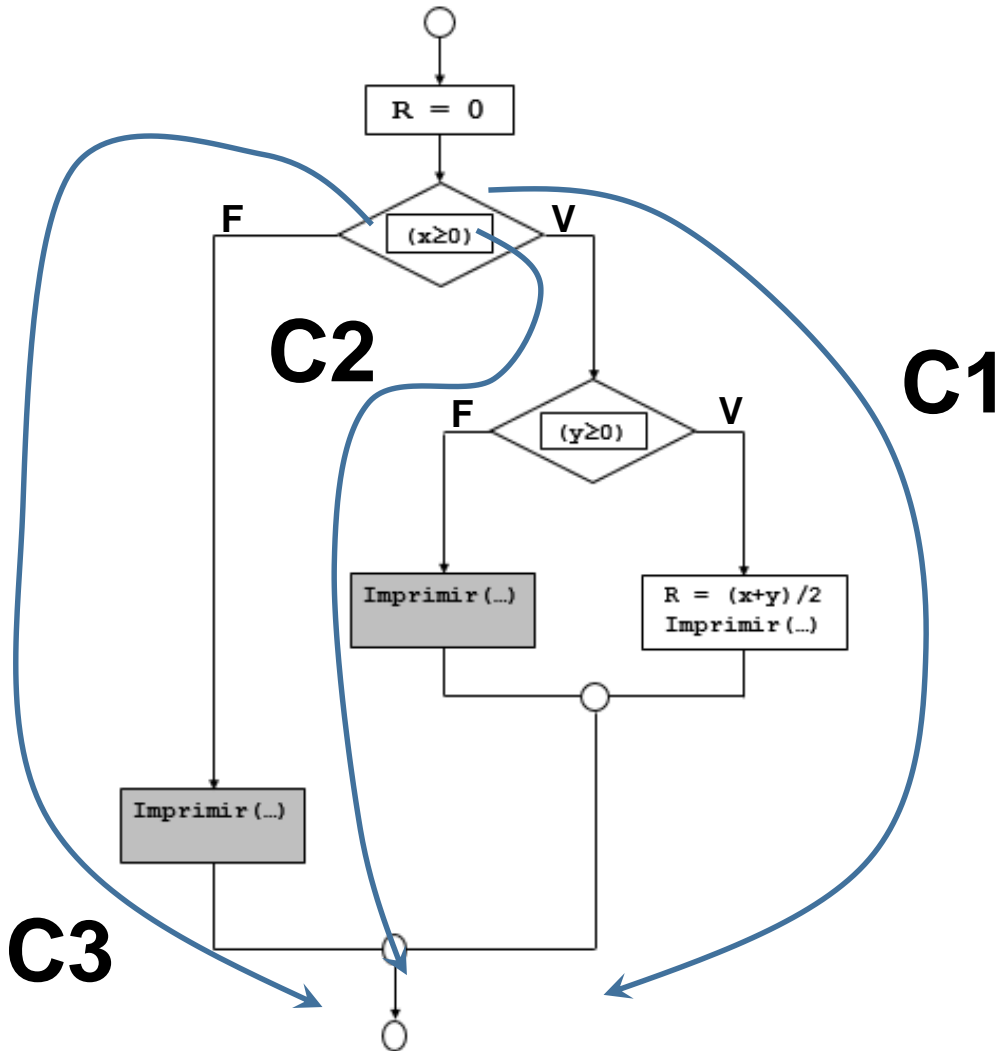 R = 0
F
(x≥0)
V
C2
C1
F
(y≥0)
V
Imprimir(…)
R = (x+y)/2
Imprimir(…)
Imprimir(…)
C3